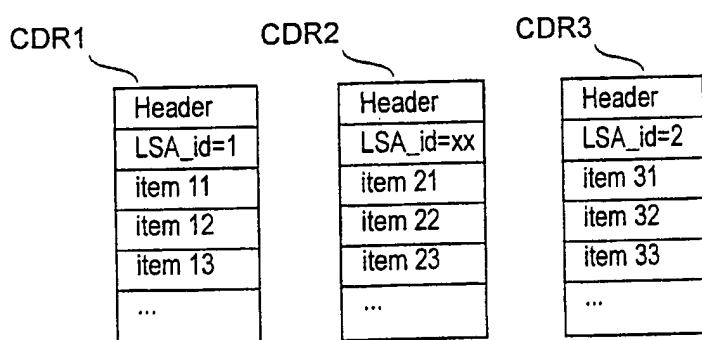 CDR1
Header
LSA_id=1
item 11
item 12
item 13
...
CDR2
Header
LSA_id=xx
item 21
item 22
item 23
...
CDR3
Header
LSA_id=2
item 31
item 32
item 33
...